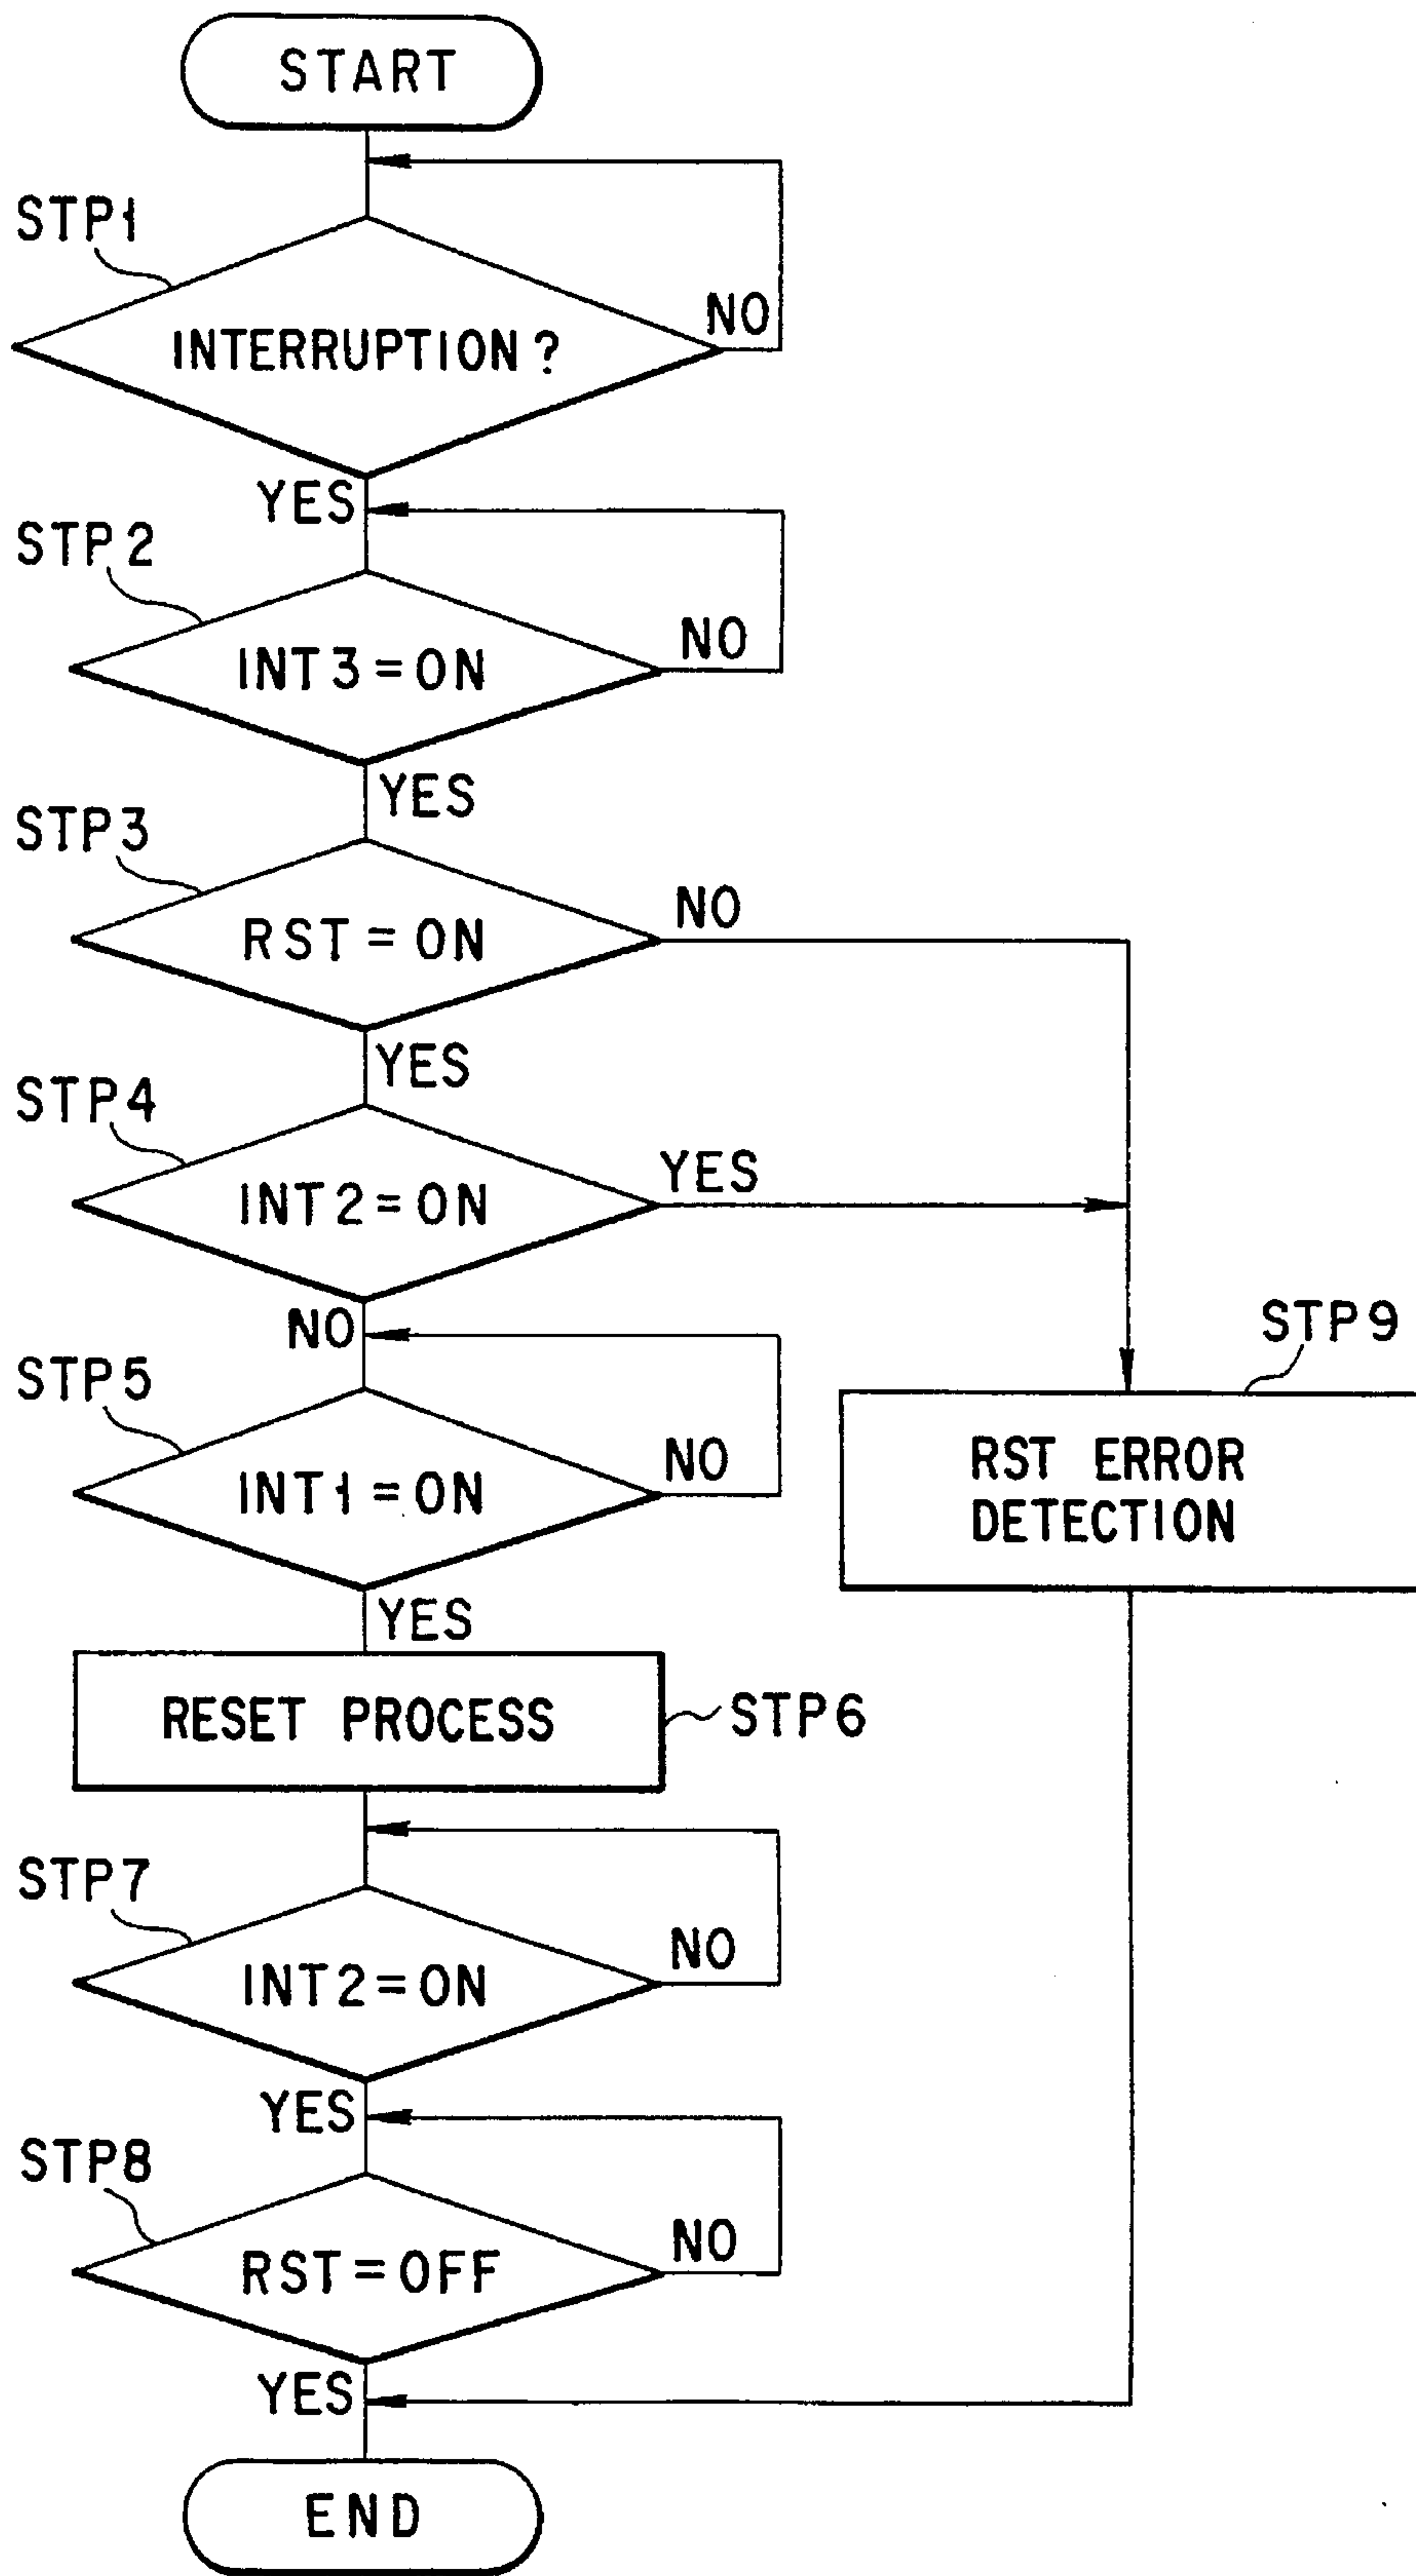 START
STP1
INTERRUPTION?
NO
YES
STP2
INT3=ON
NO
YES
STP3
RST=ON
NO
YES
STP4
INT2=ON
YES
NO
STP5
INT1=ON
NO
YES
STP9
RST ERROR
DETECTION
RESET PROCESS
STP6
STP7
INT2=ON
NO
YES
STP8
RST=OFF
NO
YES
END